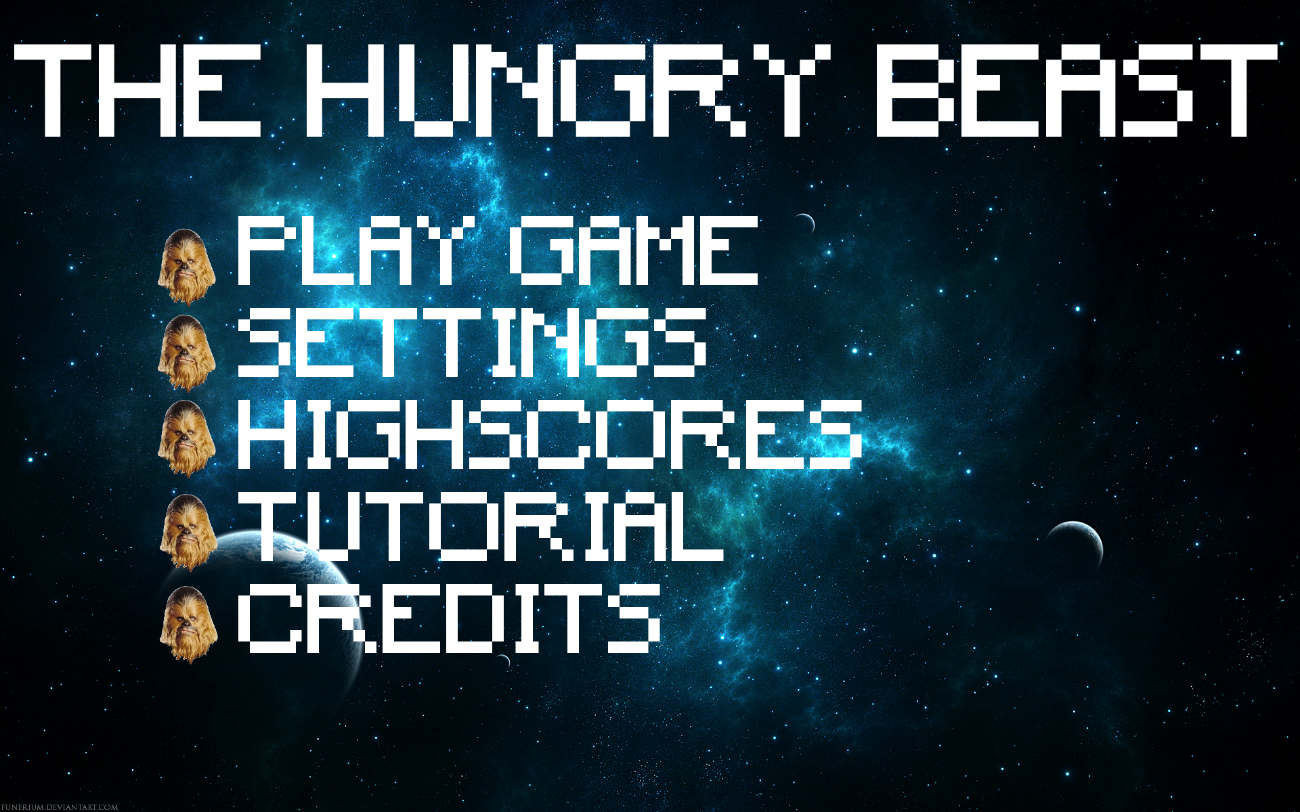 THE HUNGRY BEAST
PLAY GAME
SETTINGS
HIGHSCORES
TUTORIAL
CREDITS
FUNERIUM.DEVIANTART.COM